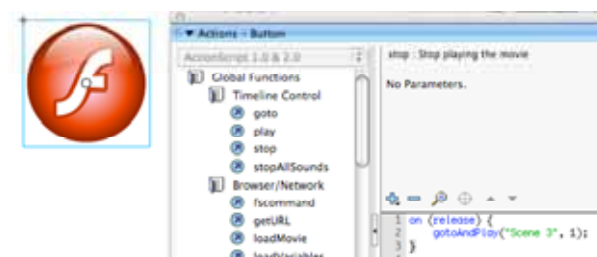 Actions - Button
ActionScript 1.0 & 2.0
Global Functions
Timeline Control
goto
play
stop
stopAllSounds
Browser/Network
fscommand
getURL
loadMovie
loadVariables
stop : Stop playing the movie
No Parameters.
1 on (release) {
2 gotoAndPlay("Scene 3", 1);
3 }